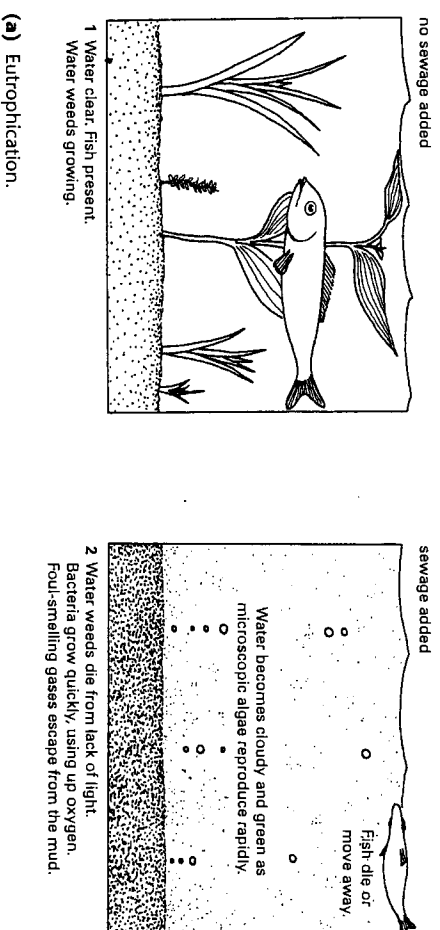 no sewage added
1 Water clear. Fish present.
Water weeds growing.
sewage added
Fish die or
move away.
Water becomes cloudy and green as
microscopic algae reproduce rapidly.
2 Water weeds die from lack of light.
Bacteria grow quickly, using up oxygen.
Foul-smelling gases escape from the mud.
(a) Eutrophication.